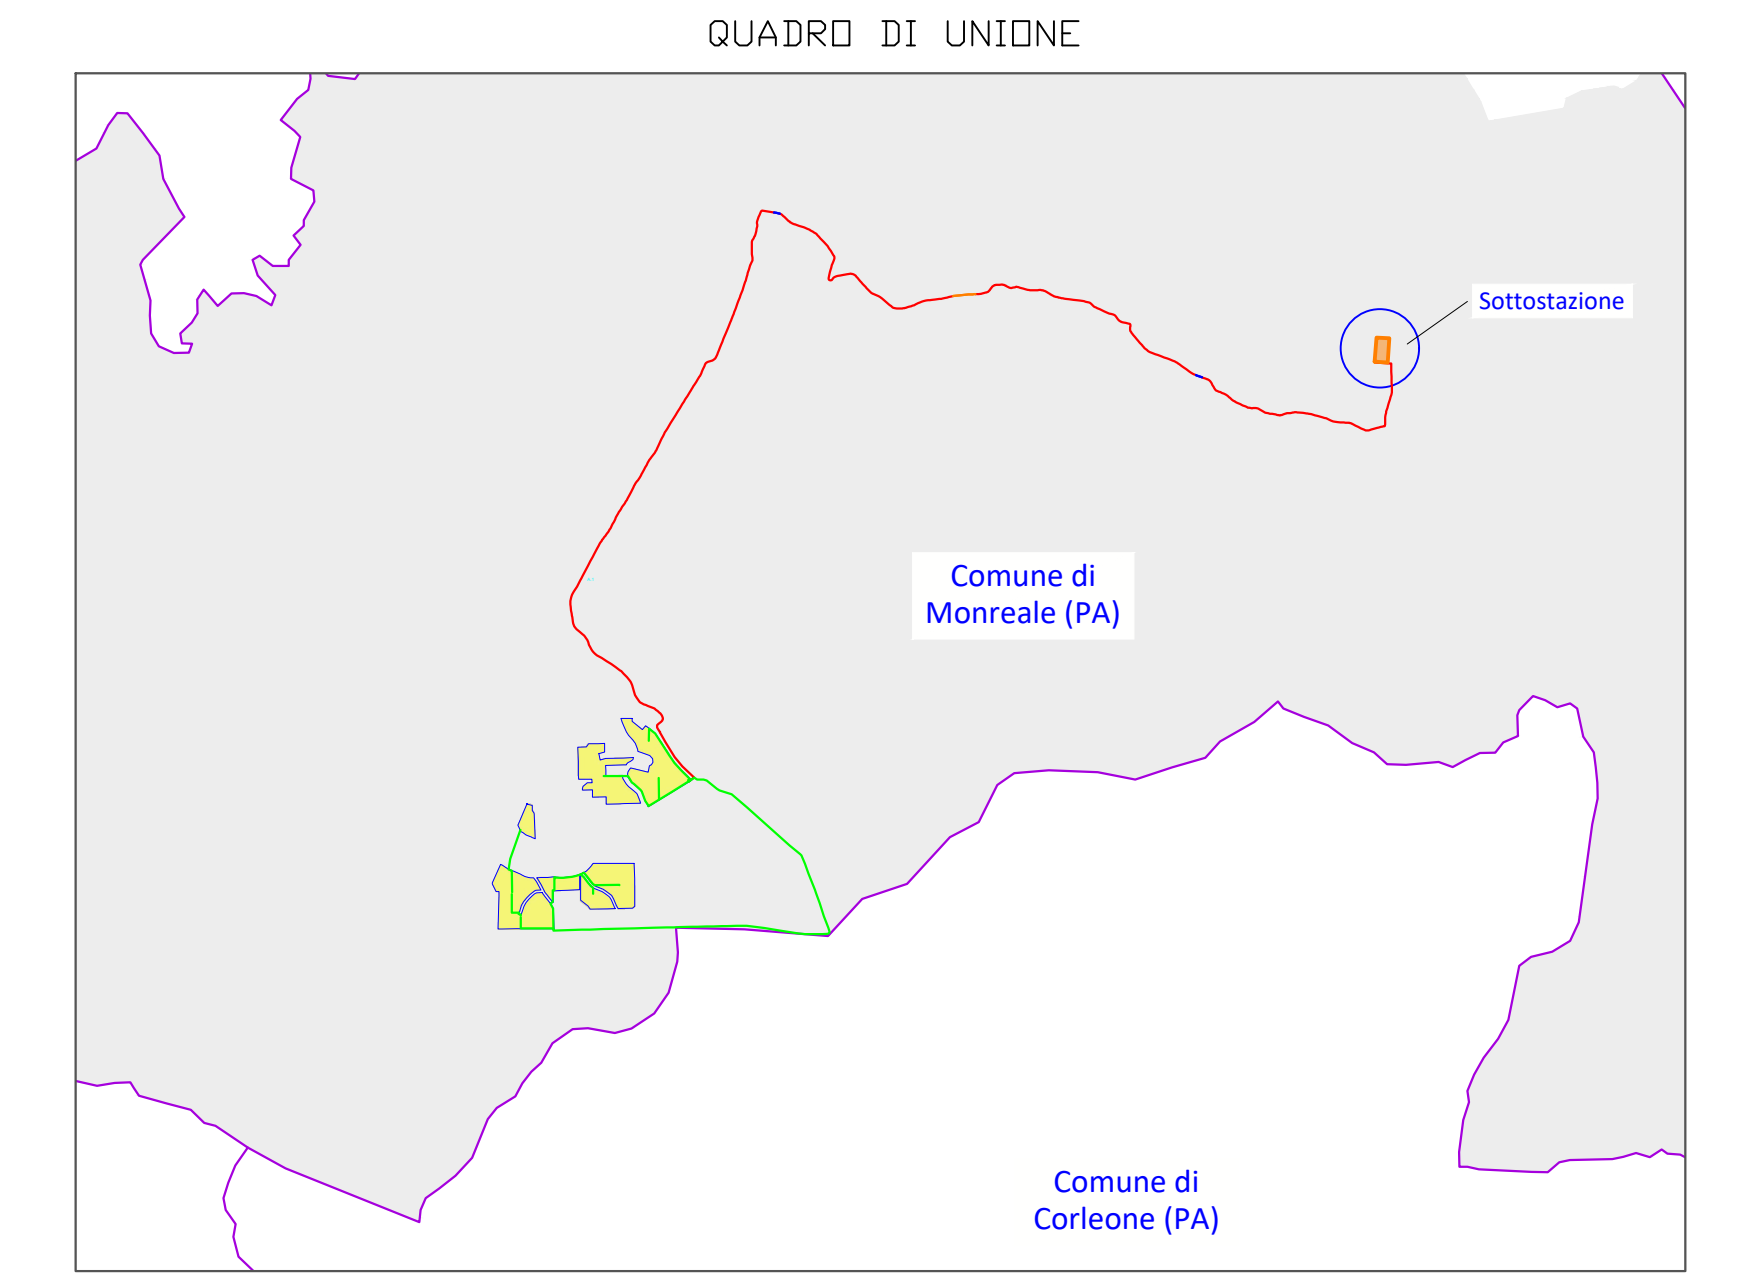 QUADRO DI UNIONE
Sottostazione
Comune di
Monreale (PA)
Comune di
Corleone (PA)